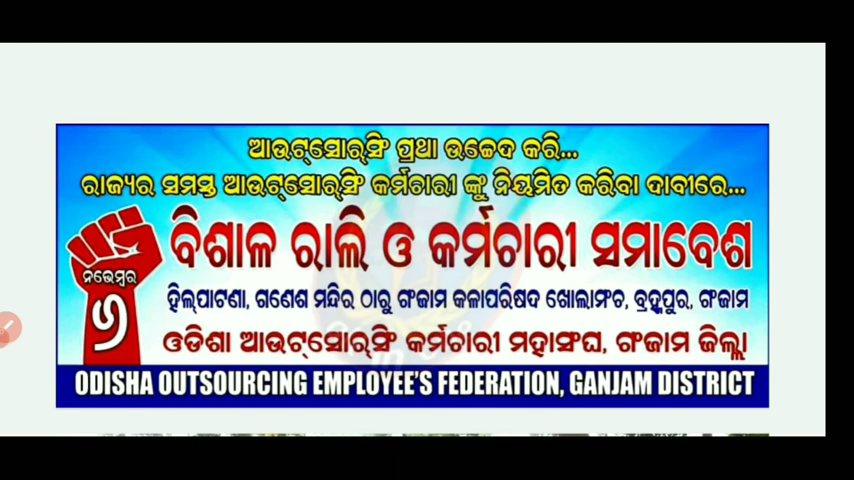 ଆଉଟ୍‌ସୋର୍‌ସିଂ ପ୍ରଥା ଉଚ୍ଚେଦ କରି...
ରାଜ୍ୟର ସମସ୍ତ ଆଉଟ୍‌ସୋର୍‌ସିଂ କର୍ମଚାରୀ ଙ୍କୁ ନିୟମିତ କରିବା ଦାବୀରେ...
ବିଶାଳ ରାଲି ଓ କର୍ମଚାରୀ ସମାବେଶ
ନଭେମ୍ବର
୬
ହିଲ୍‌ପାଟଣା, ଗଣେଶ ମନ୍ଦିର ଠାରୁ ଗଞ୍ଜାମ କଳାପରିଷଦ ଖୋଲାମଂଚ, ବ୍ରହ୍ମପୁର, ଗଞ୍ଜାମ
ଓଡିଶା ଆଉଟ୍‌ସୋର୍‌ସିଂ କର୍ମଚାରୀ ମହାସଂଘ, ଗଞ୍ଜାମ ଜିଲ୍ଲା
ODISHA OUTSOURCING EMPLOYEE'S FEDERATION, GANJAM DISTRICT